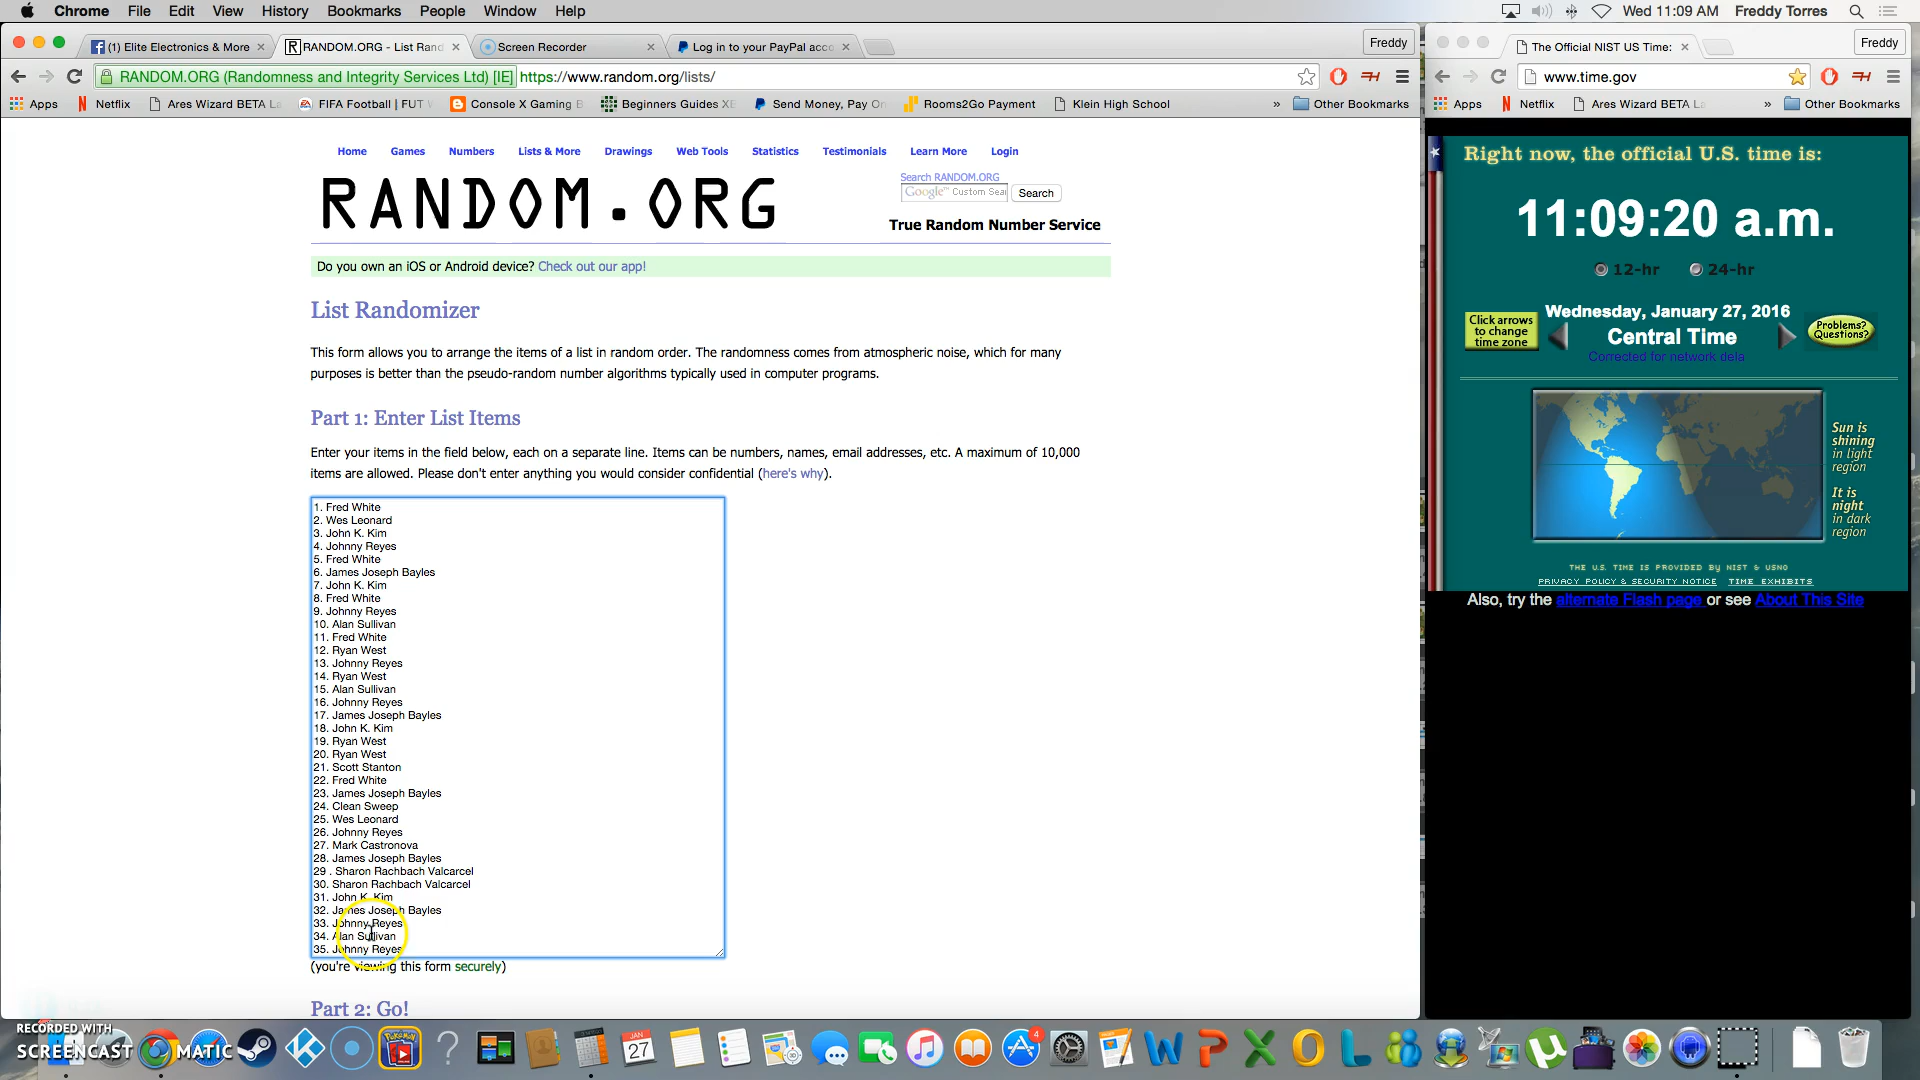 Chrome File Edit View History Bookmarks People Window Help Wed 11:09 AM Freddy Torres
(1) Elite Electronics & More
RANDOM.ORG - List Rand
Screen Recorder
Log in to your PayPal acco
Freddy
The Official NIST US Time:
Freddy
RANDOM.ORG (Randomness and Integrity Services Ltd) [IE] https://www.random.org/lists/
www.time.gov
Apps Netflix Ares Wizard BETA La FIFA Football | FUT Console X Gaming B Beginners Guides XB Send Money, Pay On Rooms2Go Payment Klein High School » Other Bookmarks
Apps Netflix Ares Wizard BETA La » Other Bookmarks
Home Games Numbers Lists & More Drawings Web Tools Statistics Testimonials Learn More Login
RANDOM.ORG
Search RANDOM.ORG
Google™ Custom Sear Search
True Random Number Service
Do you own an iOS or Android device? Check out our app!
List Randomizer
This form allows you to arrange the items of a list in random order. The randomness comes from atmospheric noise, which for many
purposes is better than the pseudo-random number algorithms typically used in computer programs.
Part 1: Enter List Items
Enter your items in the field below, each on a separate line. Items can be numbers, names, email addresses, etc. A maximum of 10,000
items are allowed. Please don't enter anything you would consider confidential (here's why).
1. Fred White
2. Wes Leonard
3. John K. Kim
4. Johnny Reyes
5. Fred White
6. James Joseph Bayles
7. John K. Kim
8. Fred White
9. Johnny Reyes
10. Alan Sullivan
11. Fred White
12. Ryan West
13. Johnny Reyes
14. Ryan West
15. Alan Sullivan
16. Johnny Reyes
17. James Joseph Bayles
18. John K. Kim
19. Ryan West
20. Ryan West
21. Scott Stanton
22. Fred White
23. James Joseph Bayles
24. Clean Sweep
25. Wes Leonard
26. Johnny Reyes
27. Mark Castronova
28. James Joseph Bayles
29 . Sharon Rachbach Valcarcel
30. Sharon Rachbach Valcarcel
31. John K. Kim
32. James Joseph Bayles
33. Johnny Reyes
34. Alan Sullivan
35. Johnny Reyes
(you're viewing this form securely)
Part 2: Go!
Right now, the official U.S. time is:
11:09:20 a.m.
12-hr 24-hr
Click arrows
to change
time zone
Wednesday, January 27, 2016
Central Time
Corrected for network dela
Problems?
Questions?
Sun is
shining
in light
region
It is
night
in dark
region
THE U.S. TIME IS PROVIDED BY NIST & USNO
PRIVACY POLICY & SECURITY NOTICE TIME EXHIBITS
Also, try the alternate Flash page or see About This Site
RECORDED WITH
SCREENCAST MATIC
JAN
27
4